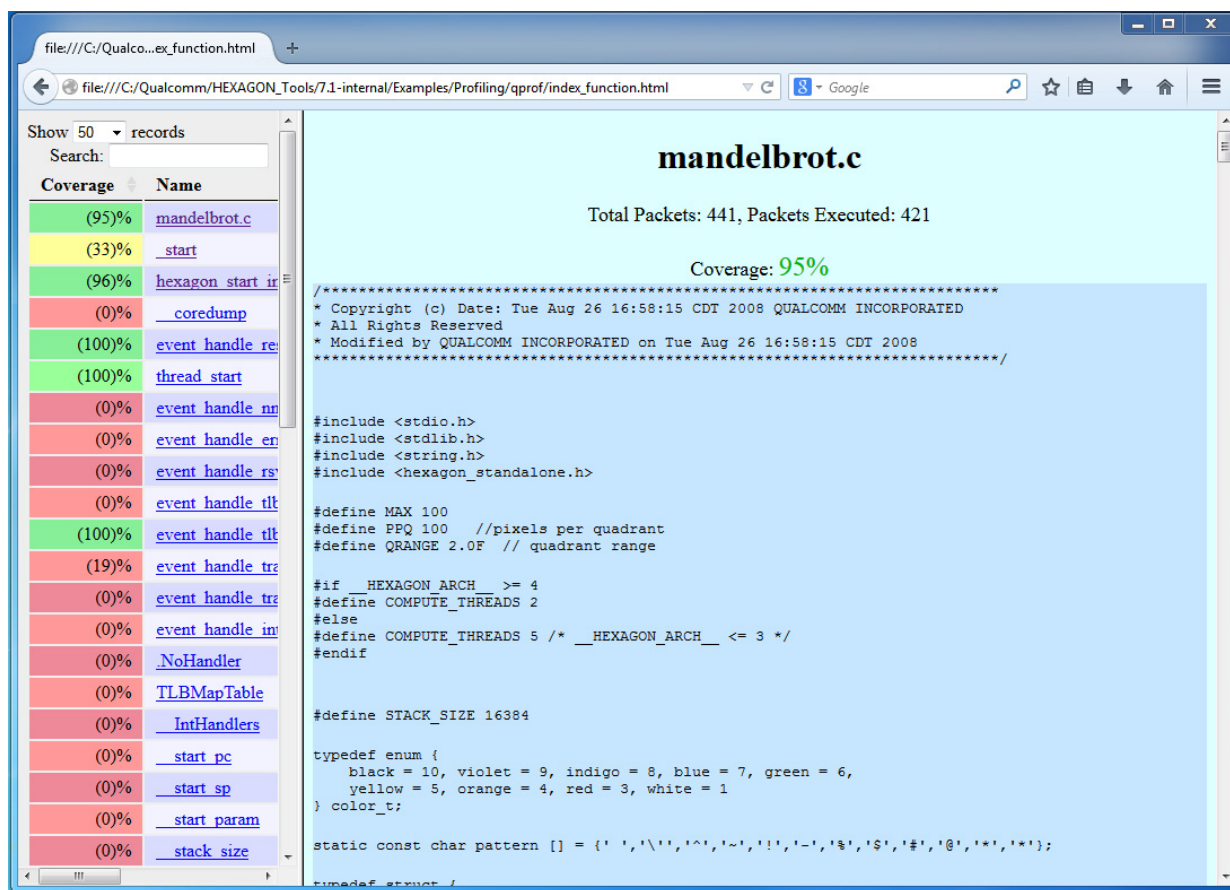 file:///C:/Qualco...ex_function.html
file:///C:/Qualcomm/HEXAGON_Tools/7.1-internal/Examples/Profiling/qprof/index_function.html
Google
Show 50 records
Search:
Coverage Name
(95)% mandelbrot.c
(33)% _start
(96)% hexagon_start_in
(0)% __coredump
(100)% event_handle_res
(100)% thread_start
(0)% event_handle_nm
(0)% event_handle_err
(0)% event_handle_rsv
(0)% event_handle_tlb
(100)% event_handle_tlb
(19)% event_handle_tra
(0)% event_handle_tra
(0)% event_handle_int
(0)% .NoHandler
(0)% TLBMapTable
(0)% __IntHandlers
(0)% __start_pc
(0)% __start_sp
(0)% __start_param
(0)% __stack_size
mandelbrot.c
Total Packets: 441, Packets Executed: 421
Coverage: 95%
/***************************************************************************
* Copyright (c) Date: Tue Aug 26 16:58:15 CDT 2008 QUALCOMM INCORPORATED
* All Rights Reserved
* Modified by QUALCOMM INCORPORATED on Tue Aug 26 16:58:15 CDT 2008
****************************************************************************/
#include <stdio.h>
#include <stdlib.h>
#include <string.h>
#include <hexagon_standalone.h>
#define MAX 100
#define PPQ 100   //pixels per quadrant
#define QRANGE 2.0F  // quadrant range
#if __HEXAGON_ARCH__ >= 4
#define COMPUTE_THREADS 2
#else
#define COMPUTE_THREADS 5 /* __HEXAGON_ARCH__ <= 3 */
#endif
#define STACK_SIZE 16384
typedef enum {
    black = 10, violet = 9, indigo = 8, blue = 7, green = 6,
    yellow = 5, orange = 4, red = 3, white = 1
} color_t;
static const char pattern [] = {' ','\'','^','~','!','-','%','$','#','@','*','*'};
typedef struct {